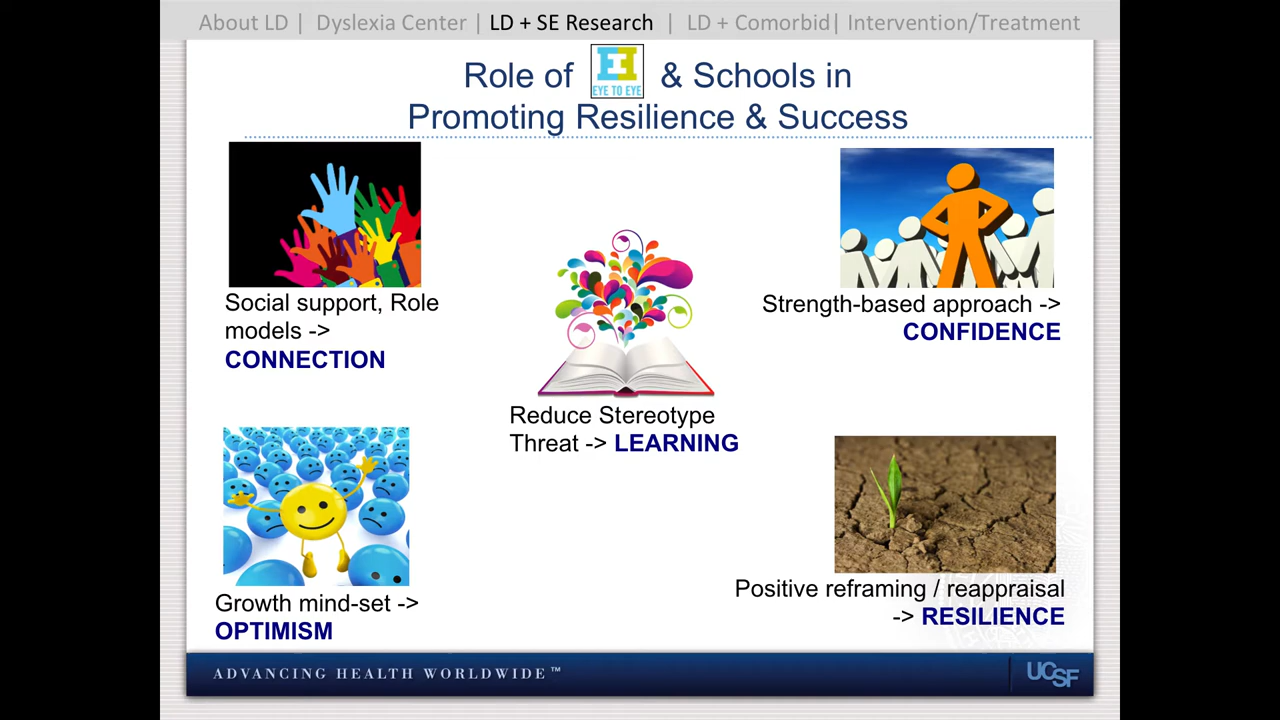 About LD | Dyslexia Center | LD + SE Research | LD + Comorbid| Intervention/Treatment
Role of EYE TO EYE & Schools in
Promoting Resilience & Success
Social support, Role
models ->
CONNECTION
Strength-based approach ->
CONFIDENCE
Reduce Stereotype
Threat -> LEARNING
Growth mind-set ->
OPTIMISM
Positive reframing / reappraisal
-> RESILIENCE
ADVANCING HEALTH WORLDWIDE™
UCSF